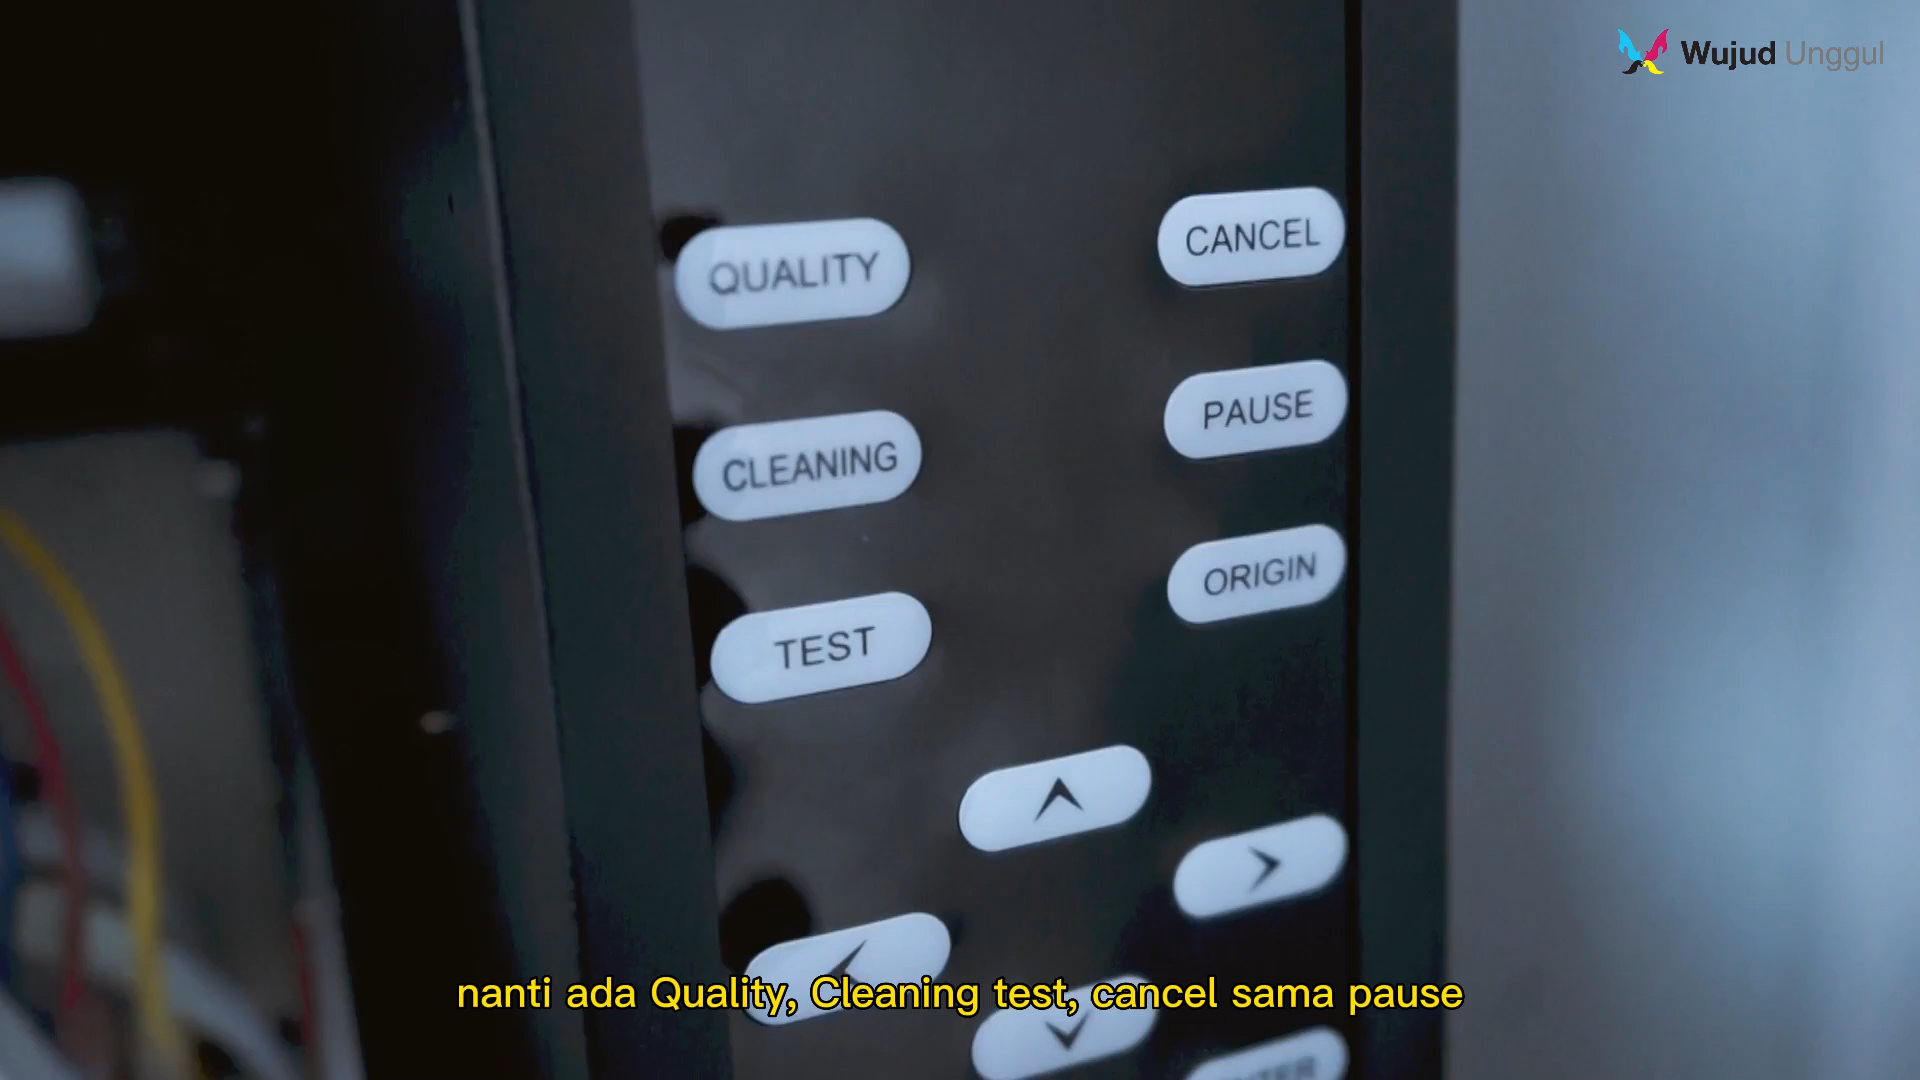 Wujud Unggul
QUALITY
CANCEL
CLEANING
PAUSE
TEST
ORIGIN
nanti ada Quality, Cleaning test, cancel sama pause